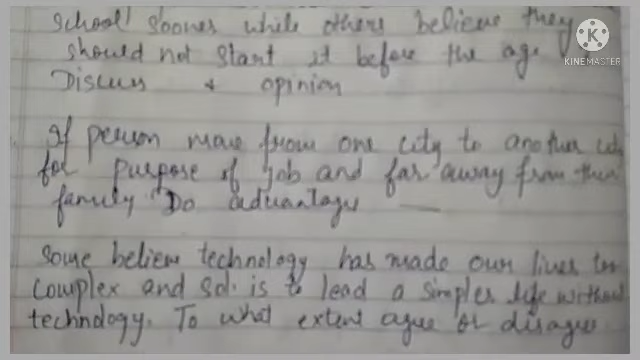 school sooner while others believe they
should not start it before the age
Discuss + opinion
KINEMASTER
If person move from one city to another city
for purpose of job and far away from their
family Do advantages
Some believe technology has made our lives too
complex and sol. is to lead a simpler life without
technology. To what extent agree or disagree